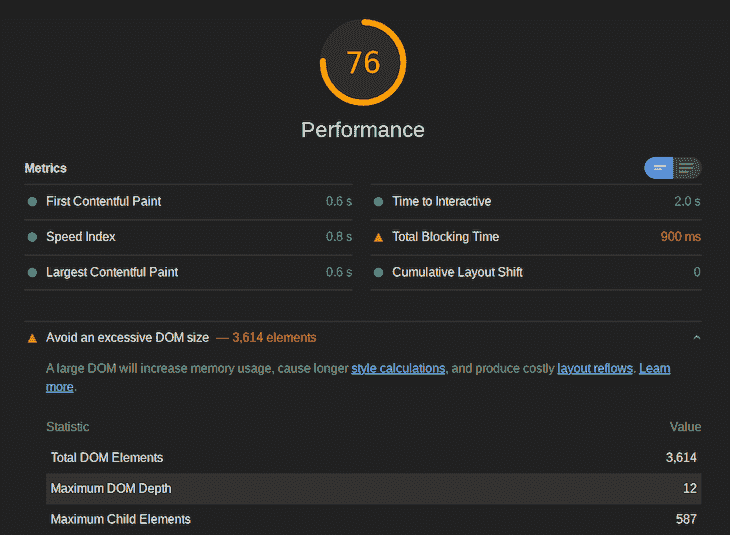 76
Performance
Metrics
First Contentful Paint 0.6 s
Time to Interactive 2.0 s
Speed Index 0.8 s
Total Blocking Time 900 ms
Largest Contentful Paint 0.6 s
Cumulative Layout Shift 0
Avoid an excessive DOM size — 3,614 elements
A large DOM will increase memory usage, cause longer style calculations, and produce costly layout reflows. Learn
more.
Statistic Value
Total DOM Elements 3,614
Maximum DOM Depth 12
Maximum Child Elements 587